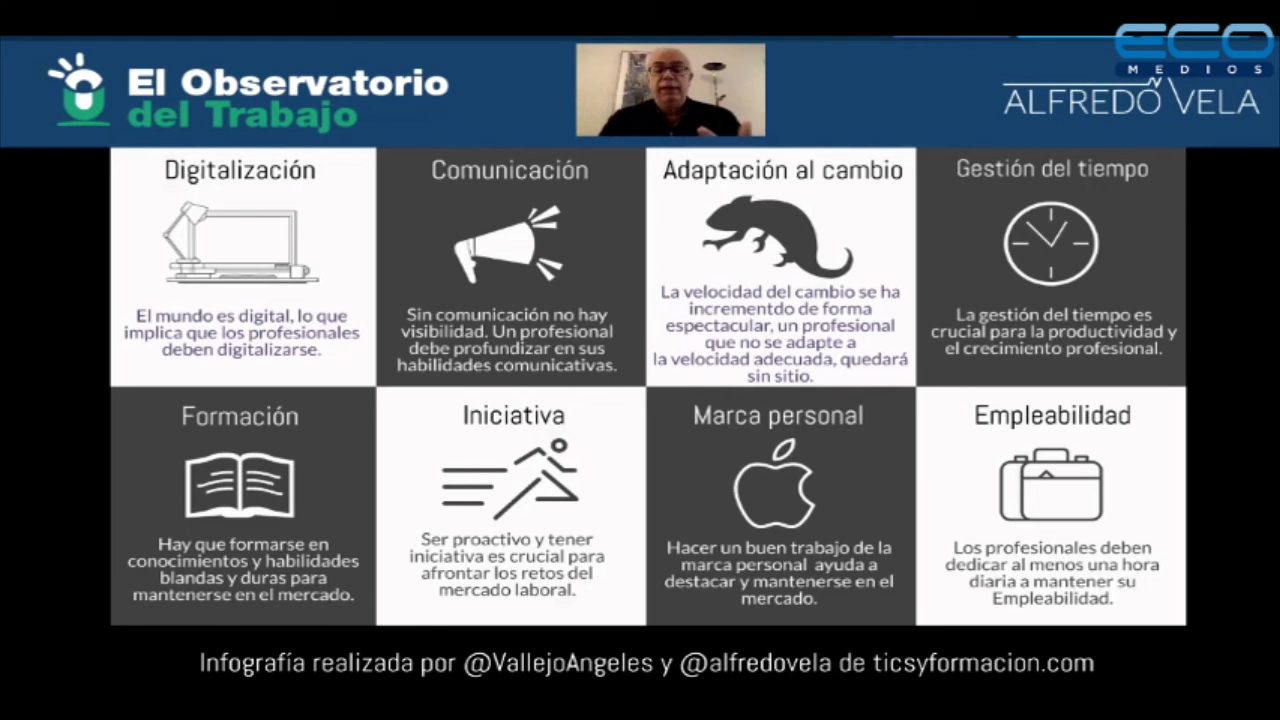 ECO
MEDIOS
El Observatorio
del Trabajo
ALFREDO VELA
Digitalización
El mundo es digital, lo que
implica que los profesionales
deben digitalizarse.
Comunicación
Sin comunicación no hay
visibilidad. Un profesional
debe profundizar en sus
habilidades comunicativas.
Adaptación al cambio
La velocidad del cambio se ha
incrementdo de forma
espectacular, un profesional
que no se adapte a
la velocidad adecuada, quedará
sin sitio.
Gestión del tiempo
La gestión del tiempo es
crucial para la productividad y
el crecimiento profesional.
Formación
Hay que formarse en
conocimientos y habilidades
blandas y duras para
mantenerse en el mercado.
Iniciativa
Ser proactivo y tener
iniciativa es crucial para
afrontar los retos del
mercado laboral.
Marca personal
Hacer un buen trabajo de la
marca personal ayuda a
destacar y mantenerse en el
mercado.
Empleabilidad
Los profesionales deben
dedicar al menos una hora
diaria a mantener su
Empleabilidad.
Infografía realizada por @VallejoAngeles y @alfredovela de ticsyformacion.com